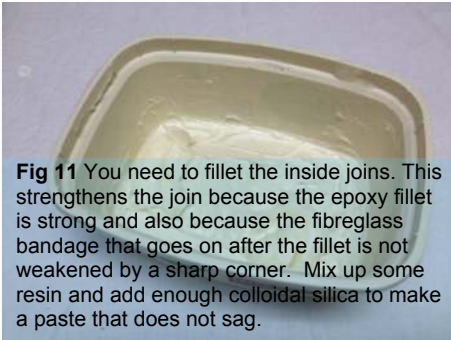 Fig 11 You need to fillet the inside joins. This
strengthens the join because the epoxy fillet
is strong and also because the fibreglass
bandage that goes on after the fillet is not
weakened by a sharp corner.  Mix up some
resin and add enough colloidal silica to make
a paste that does not sag.